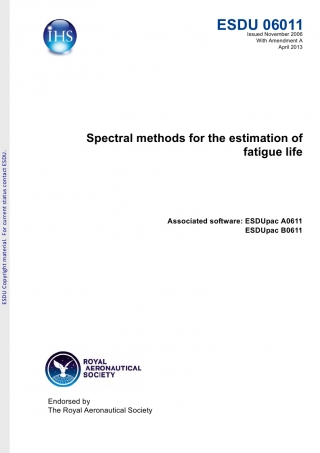 IHS
ESDU 06011
Issued November 2006
With Amendment A
April 2013
Spectral methods for the estimation of
fatigue life
Associated software: ESDUpac A0611
ESDUpac B0611
ESDU Copyright material. For current status contact ESDU.
ROYAL
AERONAUTICAL
SOCIETY
Endorsed by
The Royal Aeronautical Society